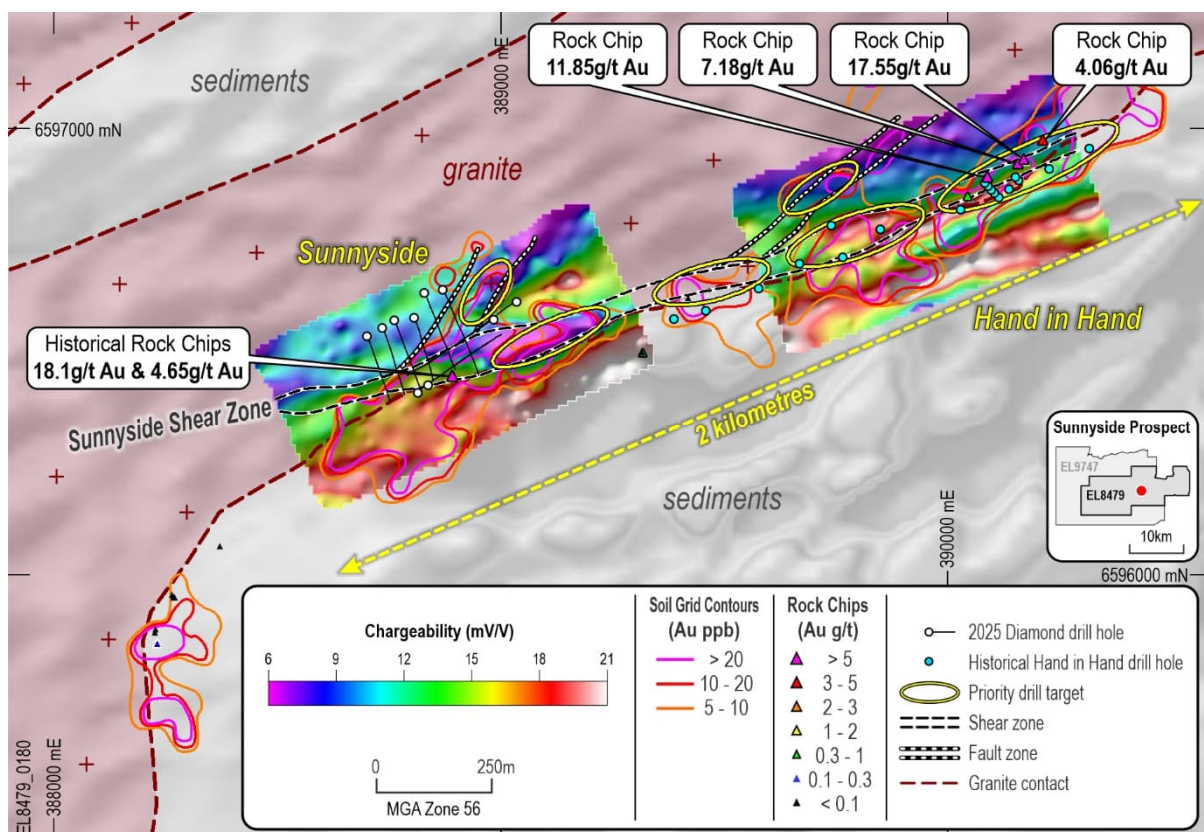 Rock Chip
11.85g/t Au
Rock Chip
7.18g/t Au
Rock Chip
17.55g/t Au
Rock Chip
4.06g/t Au
sediments
389000 mE
6597000 mN
granite
Sunnyside
Historical Rock Chips
18.1g/t Au & 4.65g/t Au
Hand in Hand
Sunnyside Shear Zone
2 kilometres
sediments
Sunnyside Prospect
EL9747
EL8479
10km
390000 mE
6596000 mN
Chargeability (mV/V)
6 9 12 15 18 21
0 250m
MGA Zone 56
Soil Grid Contours
(Au ppb)
> 20
10 - 20
5 - 10
Rock Chips
(Au g/t)
> 5
3 - 5
2 - 3
1 - 2
0.3 - 1
0.1 - 0.3
< 0.1
2025 Diamond drill hole
Historical Hand in Hand drill hole
Priority drill target
Shear zone
Fault zone
Granite contact
EL8479_0180
388000 mE